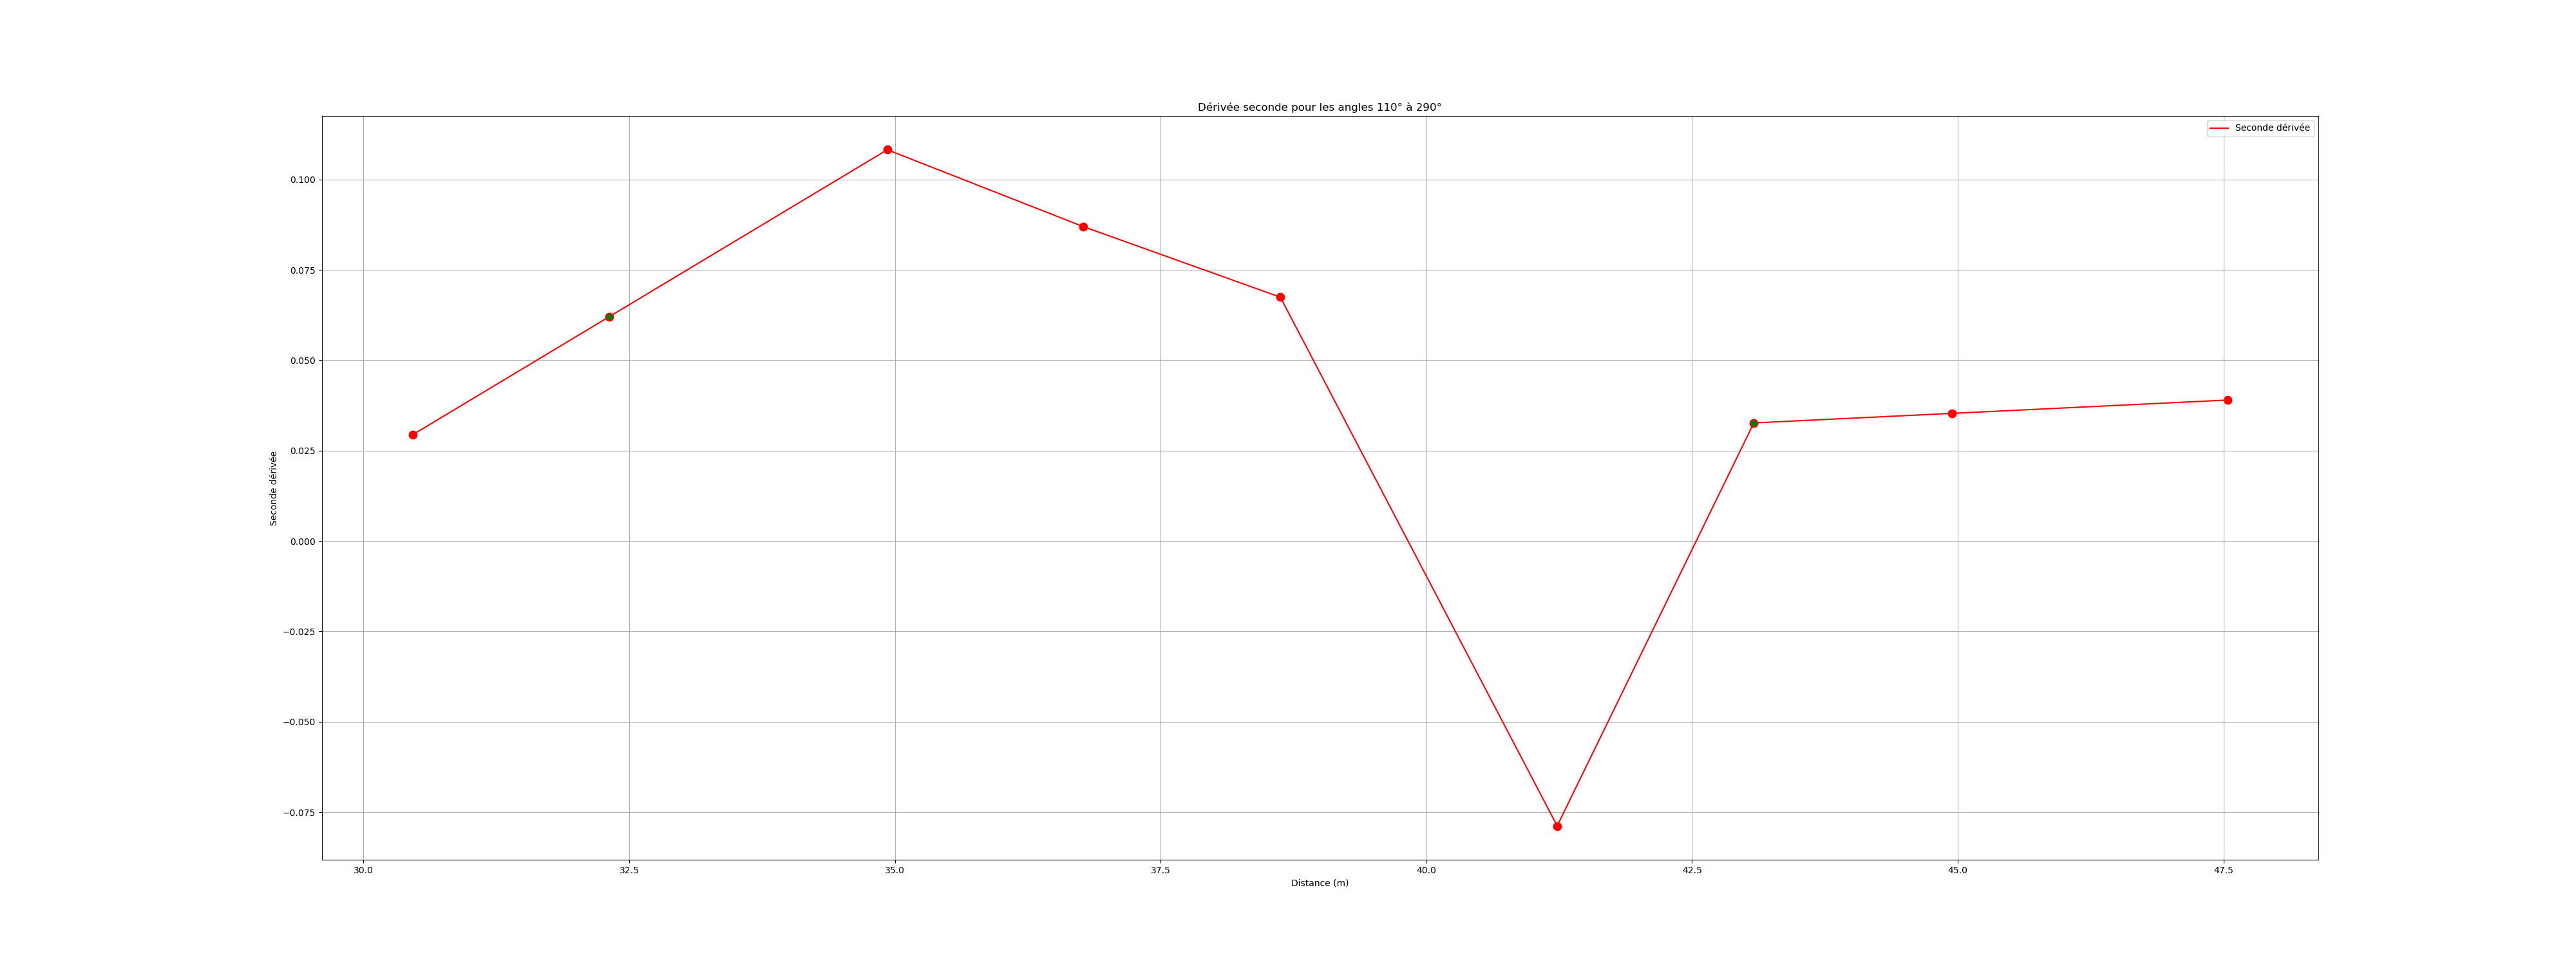 Dérivée seconde pour les angles 110° à 290°
Seconde dérivée
0.100
0.075
0.050
0.025
0.000
−0.025
−0.050
−0.075
Seconde dérivée
30.0 32.5 35.0 37.5 40.0 42.5 45.0 47.5
Distance (m)